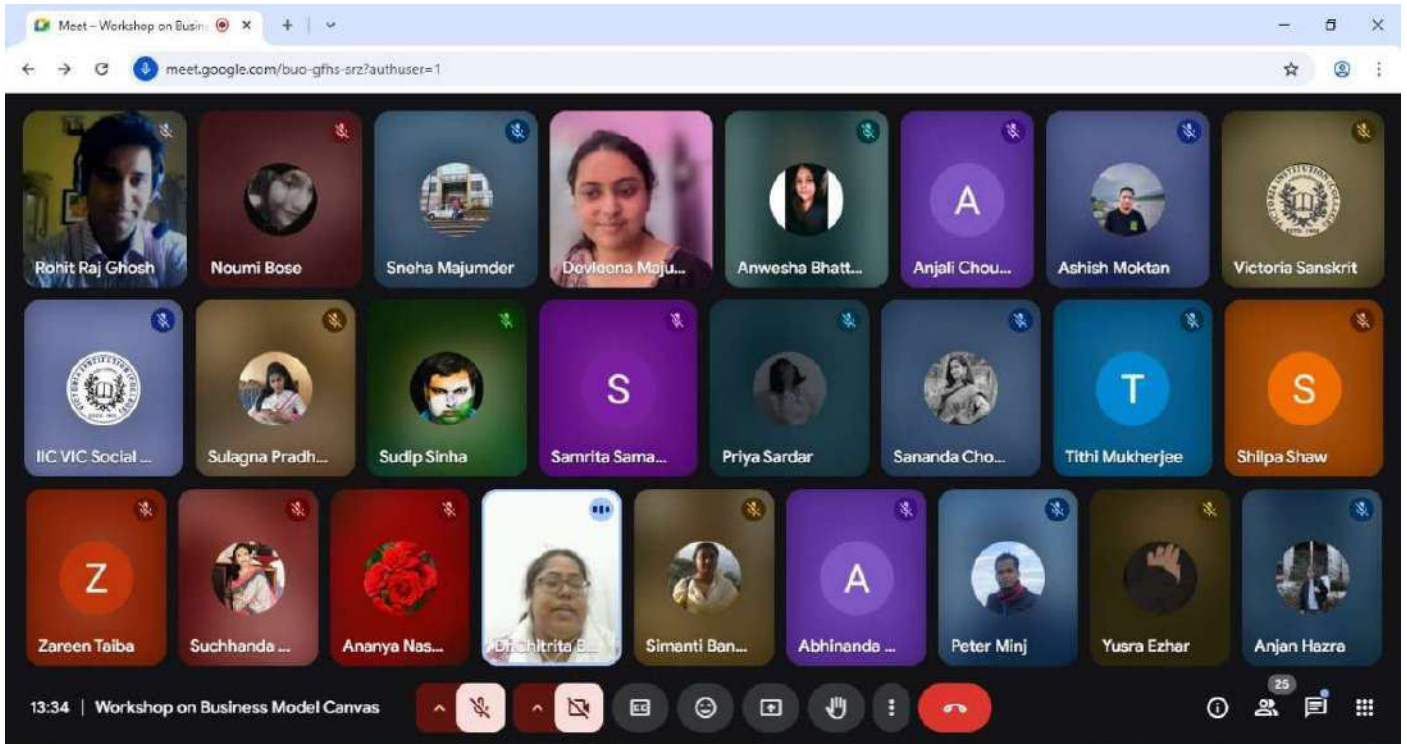 Meet – Workshop on Busin
meet.google.com/buo-gfhs-srz?authuser=1
Rohit Raj Ghosh
Noumi Bose
Sneha Majumder
Devleena Maju...
Anwesha Bhatt...
Anjali Chou...
A
Ashish Moktan
Victoria Sanskrit
IIC VIC Social ...
Sulagna Pradh...
Sudip Sinha
S
Samrita Sama...
Priya Sardar
Sananda Cho...
T
Tithi Mukherjee
S
Shilpa Shaw
Z
Zareen Taiba
Suchhanda ...
Ananya Nas...
Dr. Chitrita B...
Simanti Ban...
A
Abhinanda ...
Peter Minj
Yusra Ezhar
Anjan Hazra
13:34 | Workshop on Business Model Canvas
CC
25